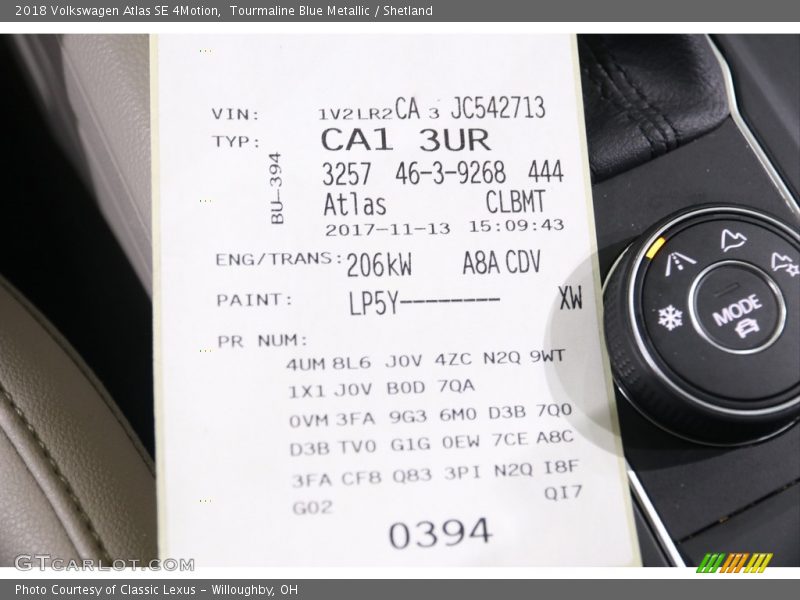 2018 Volkswagen Atlas SE 4Motion,  Tourmaline Blue Metallic / Shetland
VIN: 1V2LR2CA 3 JC542713
TYP: CA1 3UR
BU-394
3257 46-3-9268 444
Atlas CLBMT
2017-11-13 15:09:43
ENG/TRANS: 206kW A8A CDV
PAINT: LP5Y-------- XW
PR NUM:
4UM 8L6 J0V 4ZC N2Q 9WT
1X1 J0V B0D 7QA
0VM 3FA 9G3 6M0 D3B 7Q0
D3B TV0 G1G 0EW 7CE A8C
3FA CF8 Q83 3PI N2Q I8F
G02 QI7
0394
MODE
GTCARLOT.COM
Photo Courtesy of Classic Lexus - Willoughby, OH